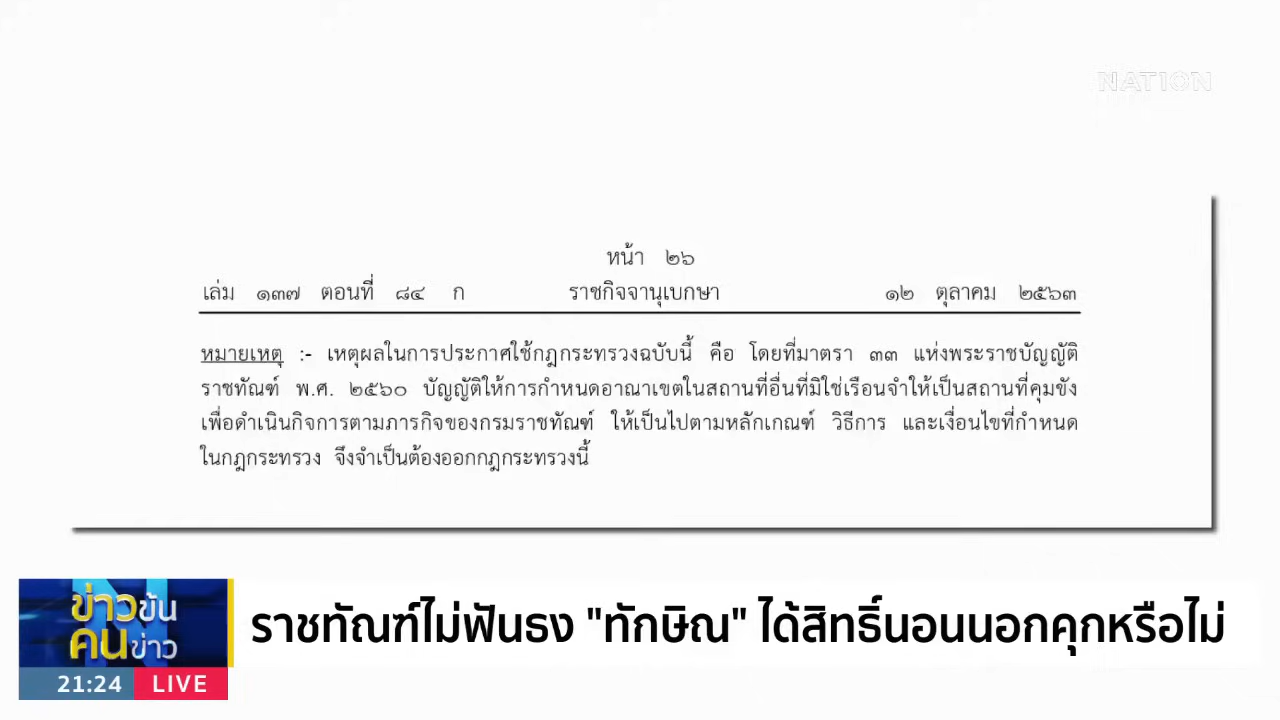 NATION
หน้า ๒๖
เล่ม ๑๓๗ ตอนที่ ๘๔ ก ราชกิจจานุเบกษา ๑๒ ตุลาคม ๒๕๖๓
หมายเหตุ :- เหตุผลในการประกาศใช้กฎกระทรวงฉบับนี้ คือ โดยที่มาตรา ๓๓ แห่งพระราชบัญญัติ
ราชทัณฑ์ พ.ศ. ๒๕๖๐ บัญญัติให้การกำหนดอาณาเขตในสถานที่อื่นที่มิใช่เรือนจำให้เป็นสถานที่คุมขัง
เพื่อดำเนินกิจการตามภารกิจของกรมราชทัณฑ์ ให้เป็นไปตามหลักเกณฑ์ วิธีการ และเงื่อนไขที่กำหนด
ในกฎกระทรวง จึงจำเป็นต้องออกกฎกระทรวงนี้
ข่าวข้น
คนข่าว
ราชทัณฑ์ไม่ฟันธง "ทักษิณ" ได้สิทธิ์นอนนอกคุกหรือไม่
21:24 LIVE